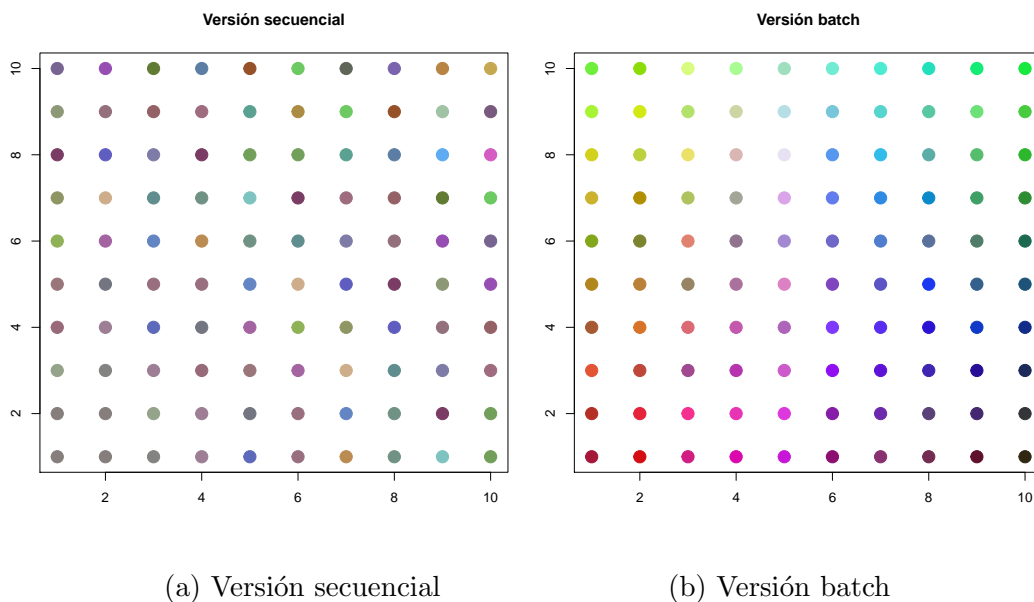 Versión secuencial
10
8
6
4
2
2 4 6 8 10
(a) Versión secuencial
Versión batch
10
8
6
4
2
2 4 6 8 10
(b) Versión batch